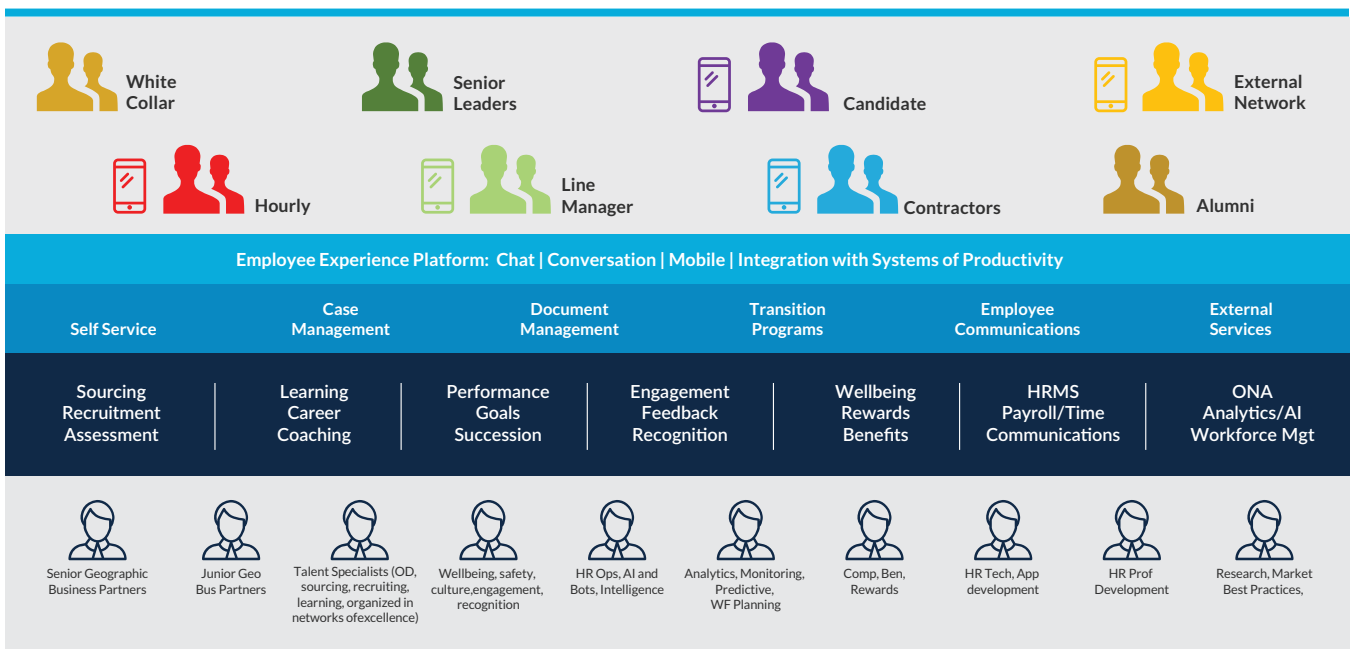 White
Collar
Senior
Leaders
Candidate
External
Network
Hourly
Line
Manager
Contractors
Alumni
Employee Experience Platform: Chat | Conversation | Mobile | Integration with Systems of Productivity
Self Service
Case
Management
Document
Management
Transition
Programs
Employee
Communications
External
Services
Sourcing
Recruitment
Assessment
Learning
Career
Coaching
Performance
Goals
Succession
Engagement
Feedback
Recognition
Wellbeing
Rewards
Benefits
HRMS
Payroll/Time
Communications
ONA
Analytics/AI
Workforce Mgt
Senior Geographic
Business Partners
Junior Geo
Bus Partners
Talent Specialists (OD,
sourcing, recruiting,
learning, organized in
networks ofexcellence)
Wellbeing, safety,
culture,engagement,
recognition
HR Ops, AI and
Bots, Intelligence
Analytics, Monitoring,
Predictive,
WF Planning
Comp, Ben,
Rewards
HR Tech, App
development
HR Prof
Development
Research, Market
Best Practices,